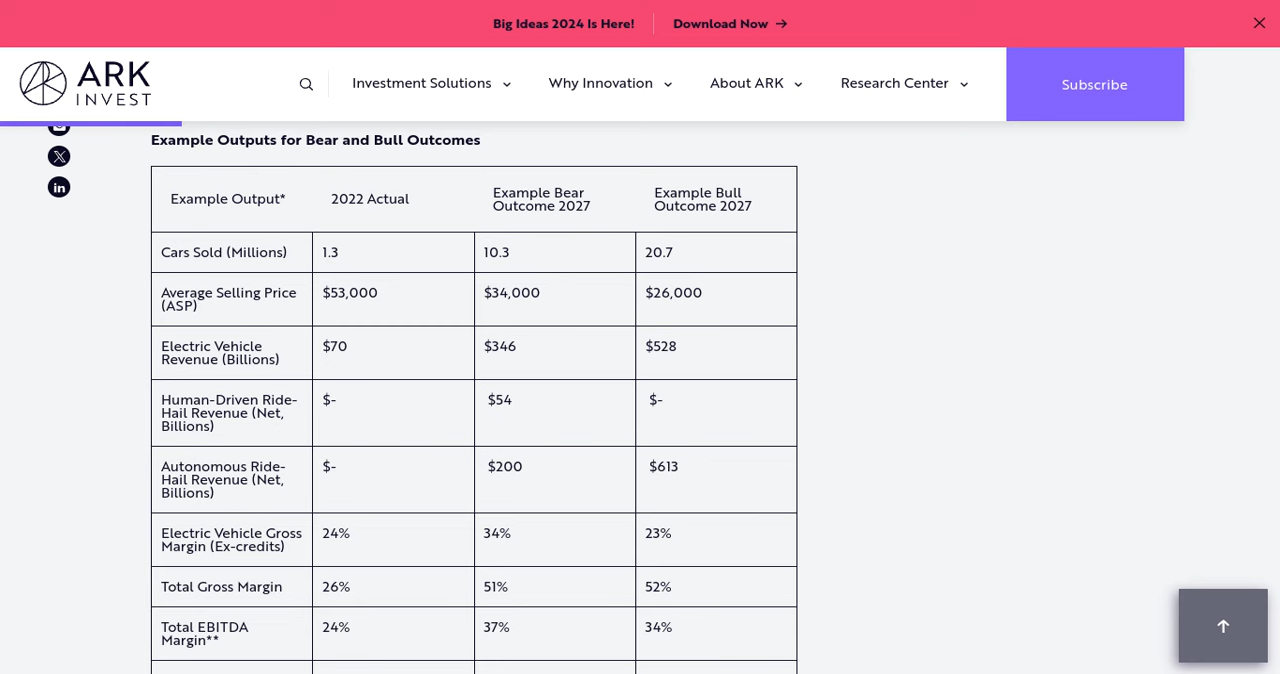 Big Ideas 2024 Is Here! Download Now →
ARK
INVEST
Investment Solutions Why Innovation About ARK Research Center Subscribe
Example Outputs for Bear and Bull Outcomes
Example Output* 2022 Actual Example Bear Outcome 2027 Example Bull Outcome 2027
Cars Sold (Millions) 1.3 10.3 20.7
Average Selling Price (ASP) $53,000 $34,000 $26,000
Electric Vehicle Revenue (Billions) $70 $346 $528
Human-Driven Ride-Hail Revenue (Net, Billions) $- $54 $-
Autonomous Ride-Hail Revenue (Net, Billions) $- $200 $613
Electric Vehicle Gross Margin (Ex-credits) 24% 34% 23%
Total Gross Margin 26% 51% 52%
Total EBITDA Margin** 24% 37% 34%